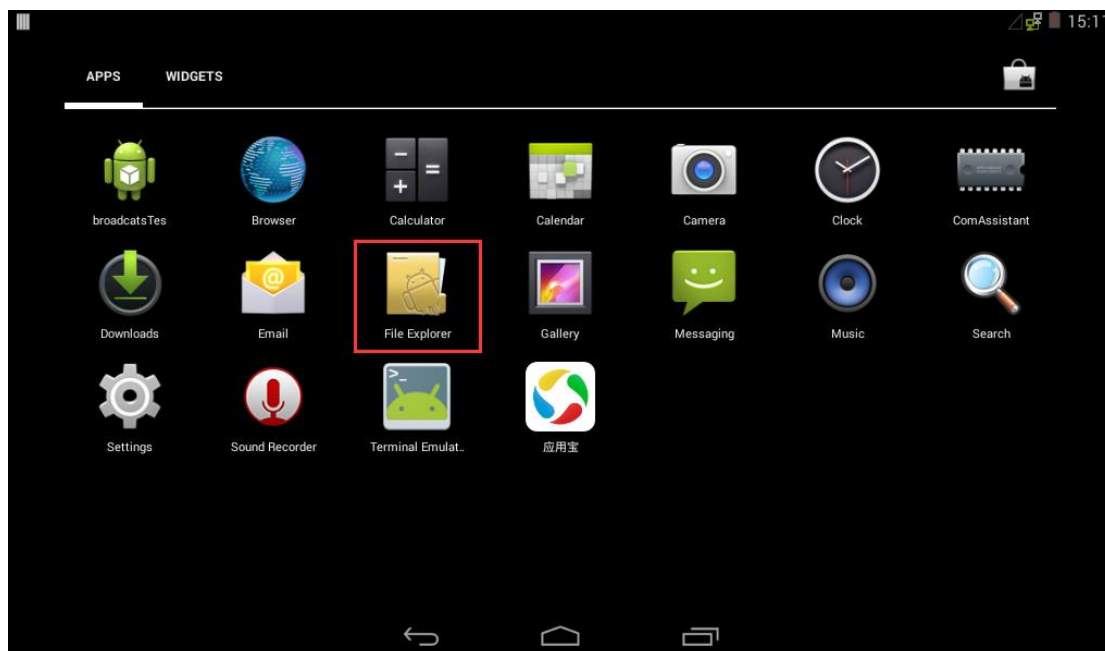 15:11
APPS WIDGETS
broadcatsTes Browser Calculator Calendar Camera Clock ComAssistant
Downloads Email File Explorer Gallery Messaging Music Search
Settings Sound Recorder Terminal Emulat.. 应用宝